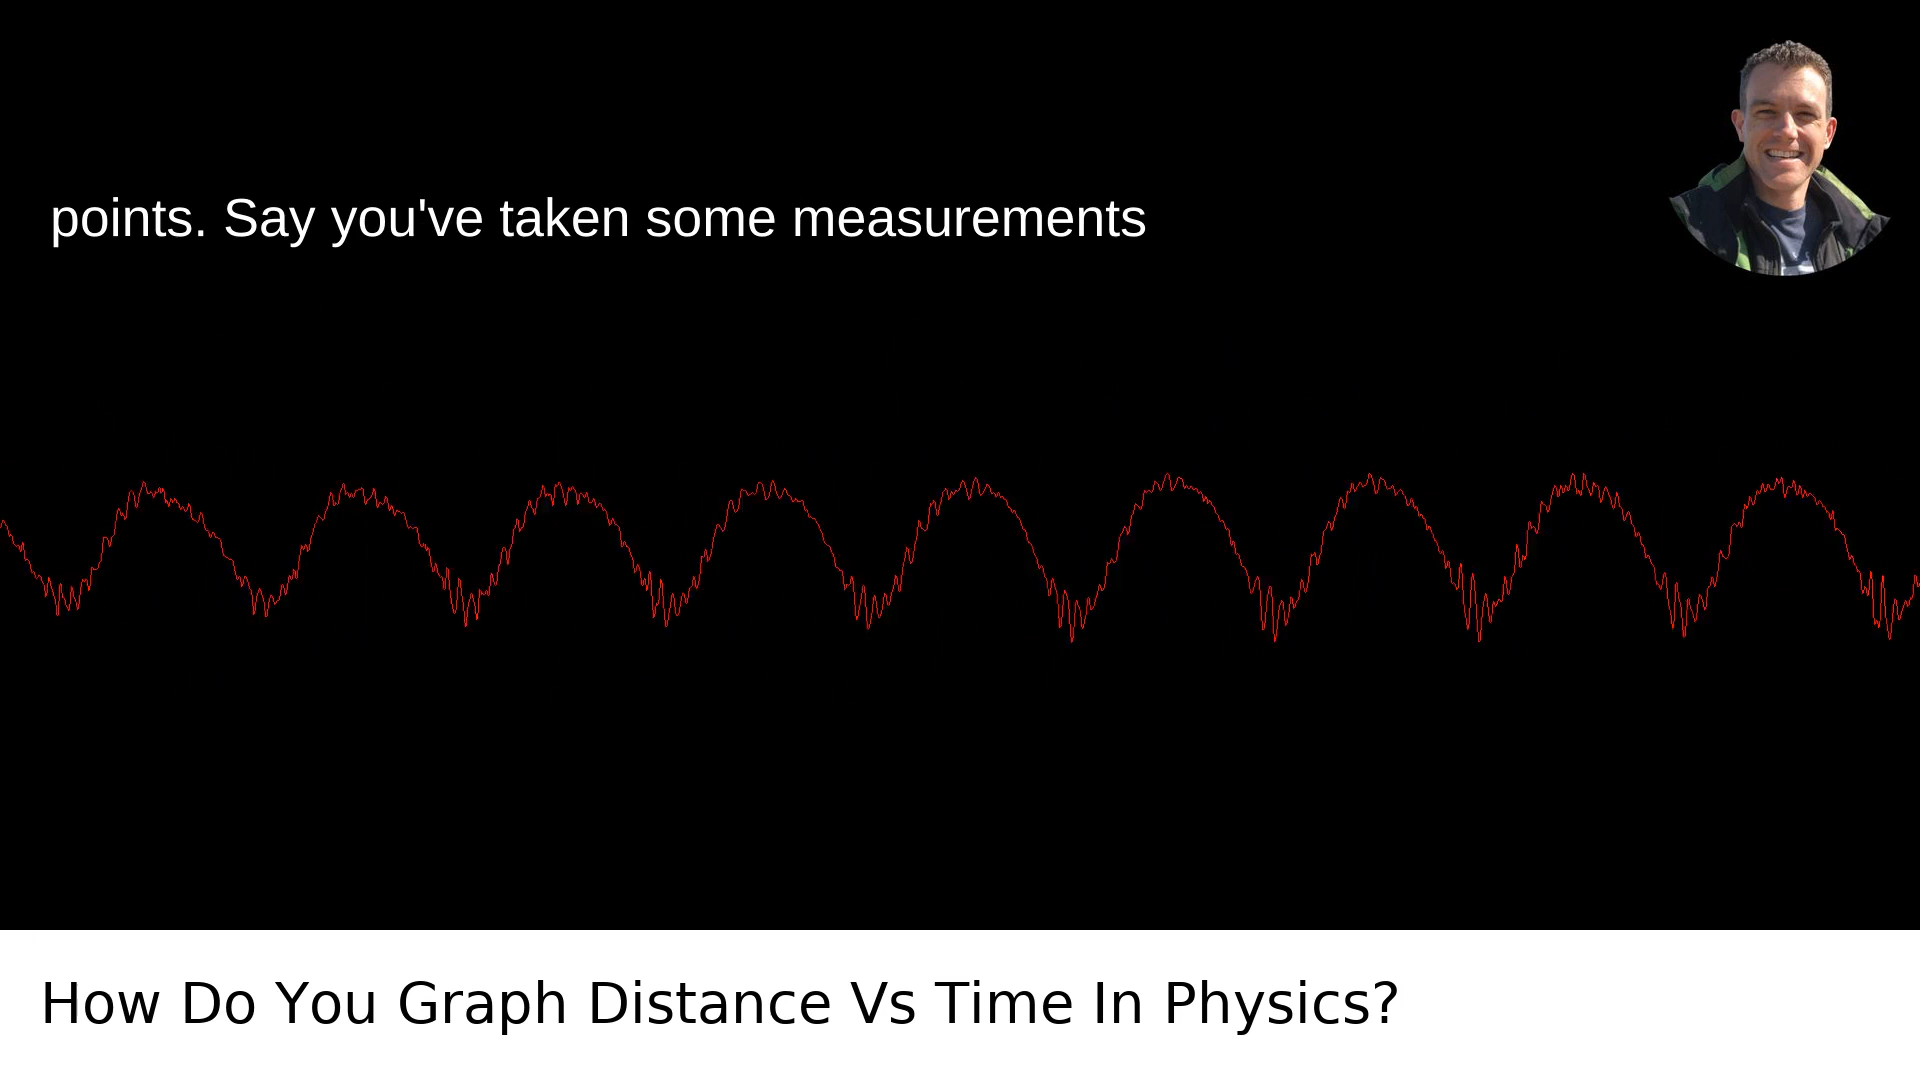 points. Say you've taken some measurements
How Do You Graph Distance Vs Time In Physics?